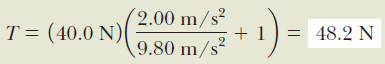 T = (40.0 N)(2.00 m/s² / 9.80 m/s² + 1) = 48.2 N